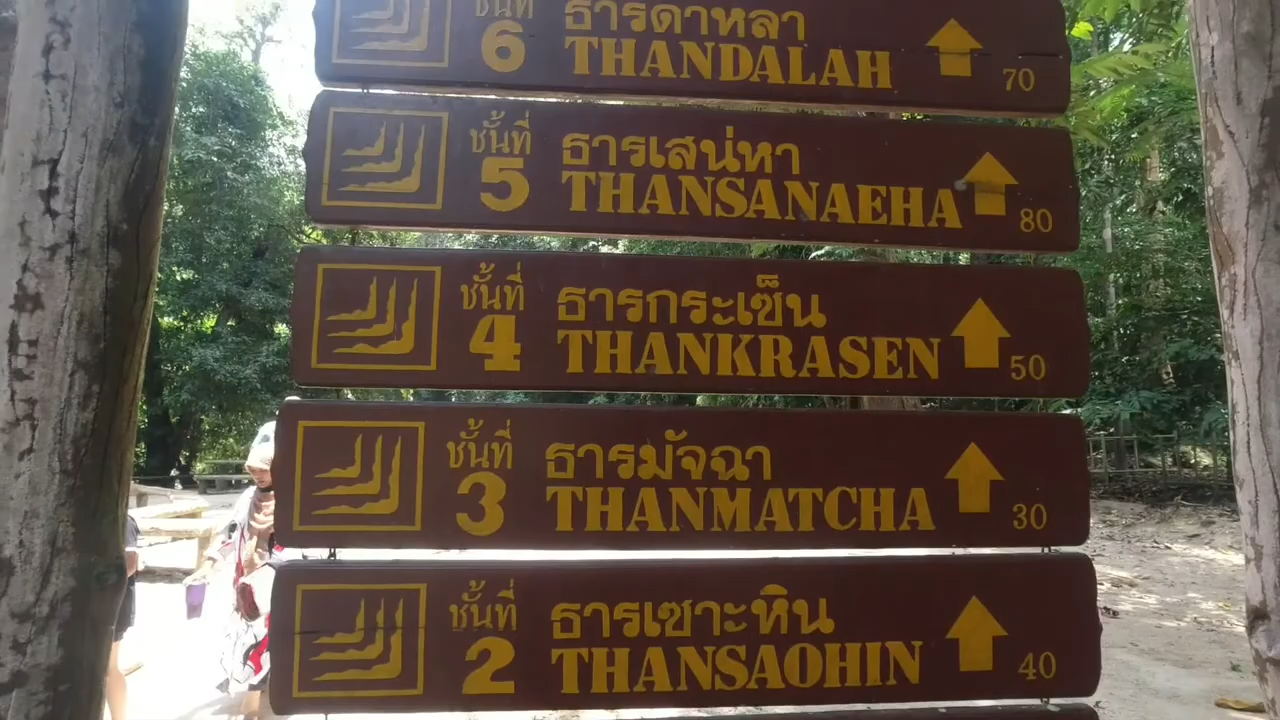 ชั้นที่ 6 ธารดาหลา
THANDALAH 70
ชั้นที่ 5 ธารเสน่หา
THANSANAEHA 80
ชั้นที่ 4 ธารกระเซ็น
THANKRASEN 50
ชั้นที่ 3 ธารมัจฉา
THANMATCHA 30
ชั้นที่ 2 ธารเซาะหิน
THANSAOHIN 40